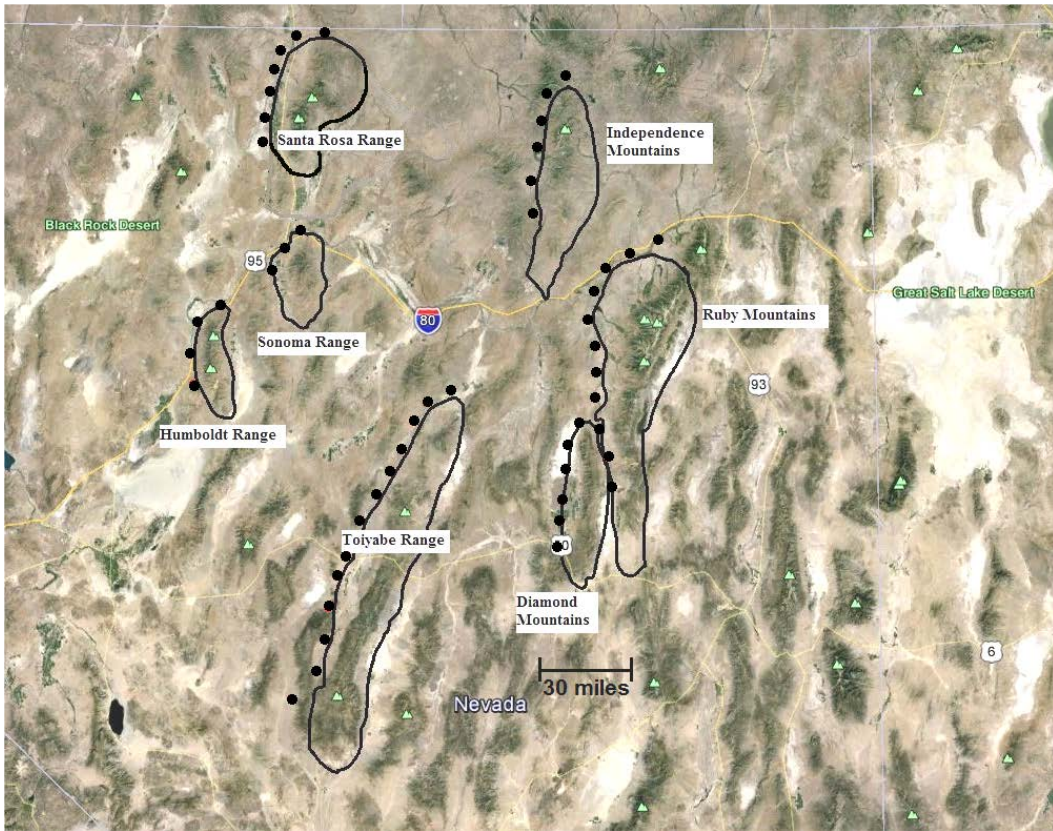 Santa Rosa Range
Independence
Mountains
Black Rock Desert
95
Great Salt Lake Desert
Ruby Mountains
80
Sonoma Range
93
Humboldt Range
Toiyabe Range
Diamond
Mountains
6
30 miles
Nevada